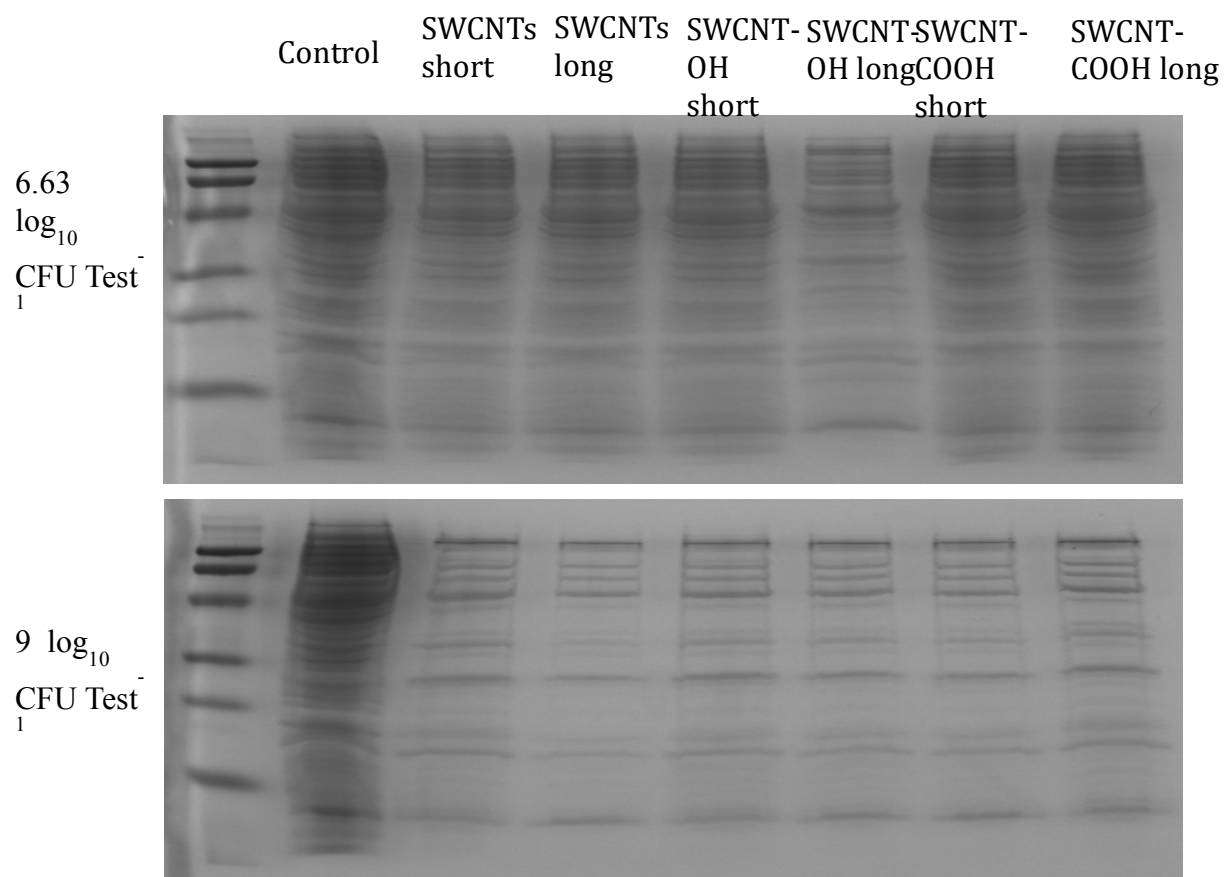 Control
SWCNTs
short
SWCNTs
long
SWCNT-
OH
short
SWCNT-
OH long
SWCNT-
COOH
short
SWCNT-
COOH long
6.63
log10
CFU Test-
1
9 log10
CFU Test-
1